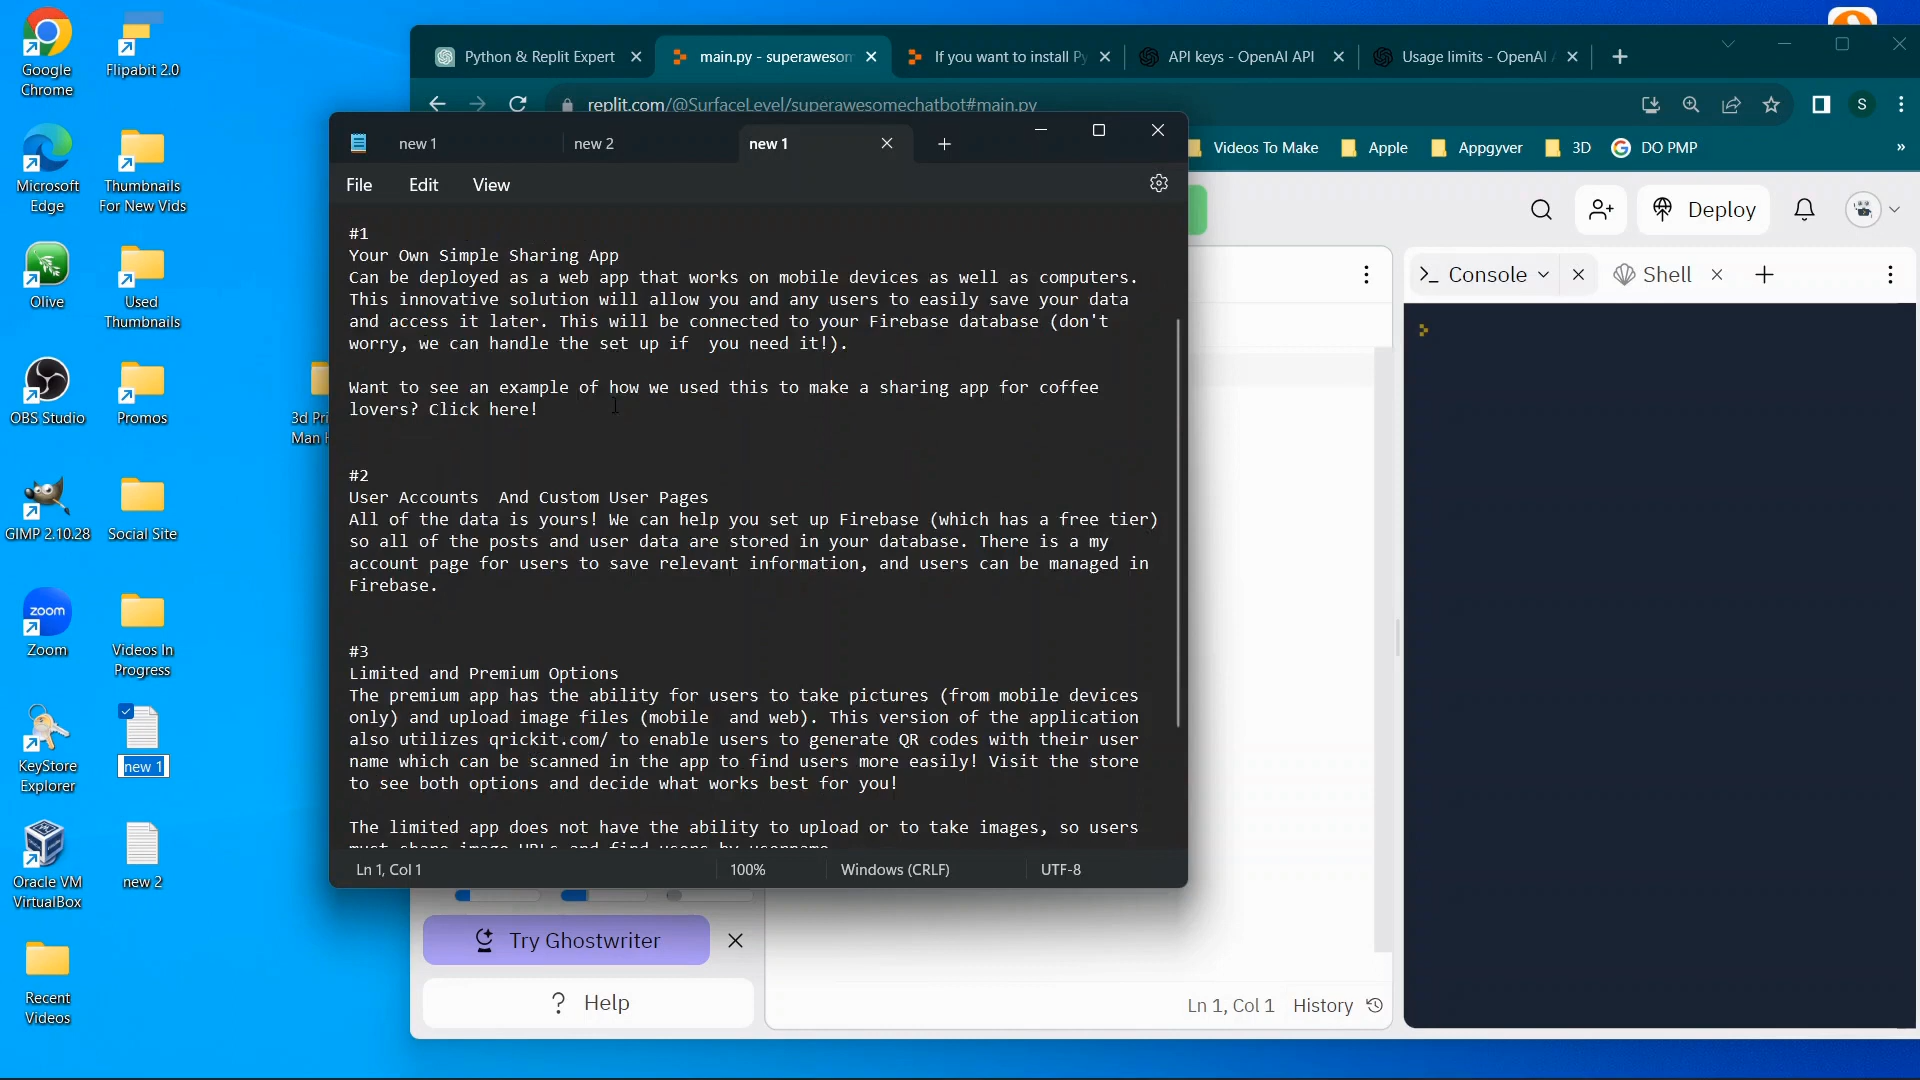 Google
Chrome
Flipabit 2.0
Microsoft
Edge
Thumbnails
For New Vids
Olive
Used
Thumbnails
OBS Studio
Promos
3d Pri
Man H
GIMP 2.10.28
Social Site
zoom
Zoom
Videos In
Progress
KeyStore
Explorer
new 1
Oracle VM
VirtualBox
new 2
Recent
Videos
Python & Replit Expert
main.py - superawesom
If you want to install Py
API keys - OpenAI API
Usage limits - OpenAI A
replit.com/@SurfaceLevel/superawesomechatbot#main.py
S
Videos To Make
Apple
Appgyver
3D
DO PMP
»
Deploy
Console
Shell
new 1
new 2
new 1
File
Edit
View
#1
Your Own Simple Sharing App
Can be deployed as a web app that works on mobile devices as well as computers.
This innovative solution will allow you and any users to easily save your data
and access it later. This will be connected to your Firebase database (don't
worry, we can handle the set up if  you need it!).
Want to see an example of how we used this to make a sharing app for coffee
lovers? Click here!
#2
User Accounts  And Custom User Pages
All of the data is yours! We can help you set up Firebase (which has a free tier)
so all of the posts and user data are stored in your database. There is a my
account page for users to save relevant information, and users can be managed in
Firebase.
#3
Limited and Premium Options
The premium app has the ability for users to take pictures (from mobile devices
only) and upload image files (mobile  and web). This version of the application
also utilizes qrickit.com/ to enable users to generate QR codes with their user
name which can be scanned in the app to find users more easily! Visit the store
to see both options and decide what works best for you!
The limited app does not have the ability to upload or to take images, so users
must share image URLs and find users by username.
Ln 1, Col 1
100%
Windows (CRLF)
UTF-8
Try Ghostwriter
? Help
Ln 1, Col 1
History